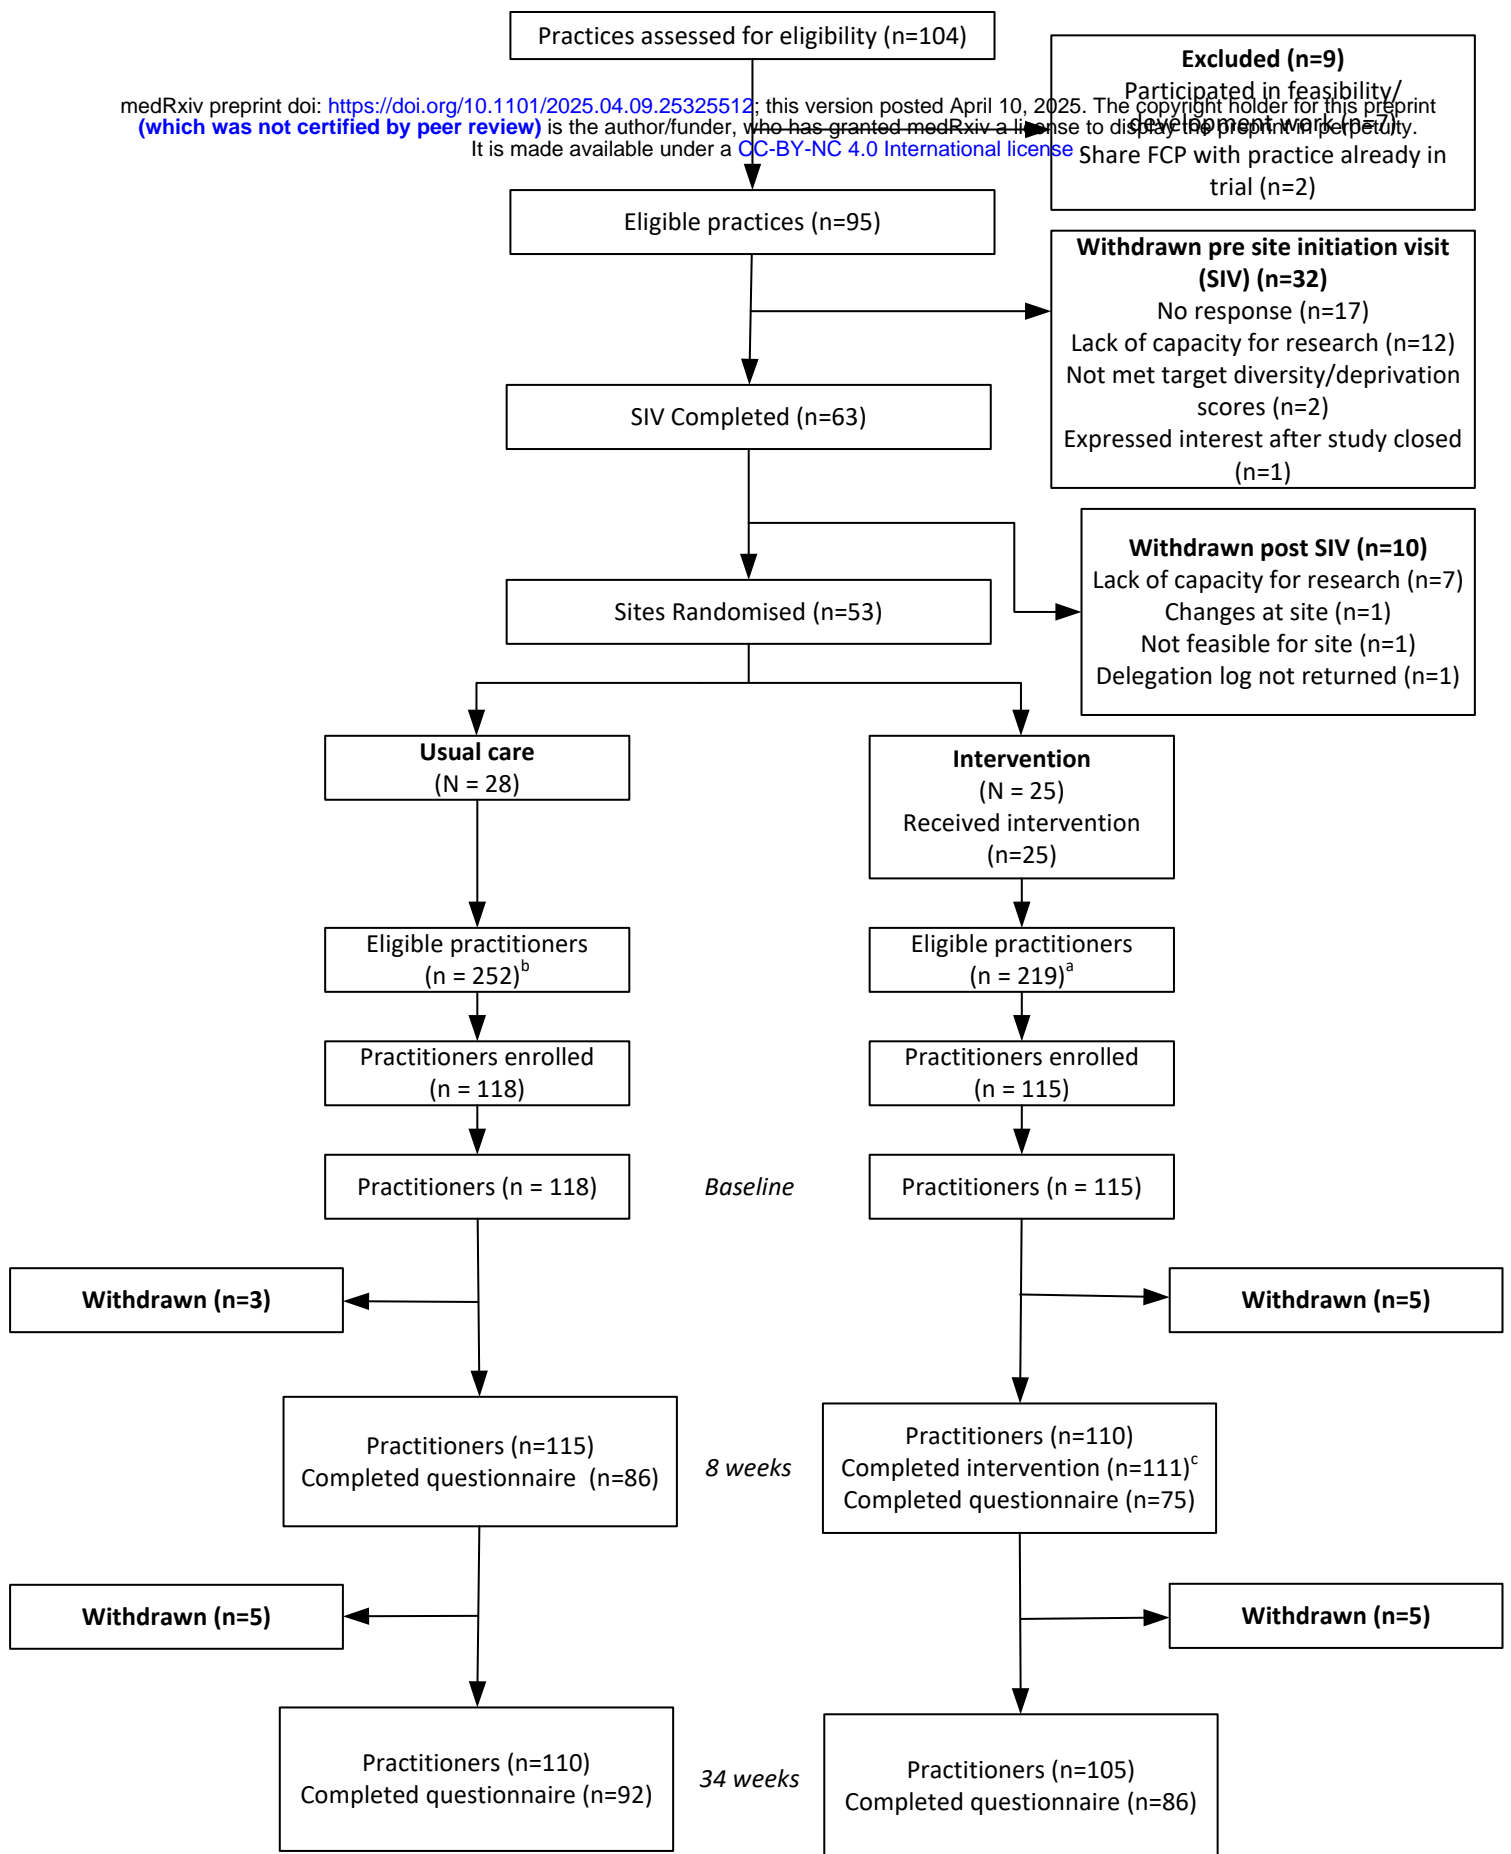 Practices assessed for eligibility (n=104)
Excluded (n=9)
Participated in feasibility/
development work (n=7)
Share FCP with practice already in
trial (n=2)
medRxiv preprint doi: https://doi.org/10.1101/2025.04.09.25325512; this version posted April 10, 2025. The copyright holder for this preprint
(which was not certified by peer review) is the author/funder, who has granted medRxiv a license to display the preprint in perpetuity.
It is made available under a CC-BY-NC 4.0 International license .
Eligible practices (n=95)
Withdrawn pre site initiation visit
(SIV) (n=32)
No response (n=17)
Lack of capacity for research (n=12)
Not met target diversity/deprivation
scores (n=2)
Expressed interest after study closed
(n=1)
SIV Completed (n=63)
Withdrawn post SIV (n=10)
Lack of capacity for research (n=7)
Changes at site (n=1)
Not feasible for site (n=1)
Delegation log not returned (n=1)
Sites Randomised (n=53)
Usual care
(N = 28)
Intervention
(N = 25)
Received intervention
(n=25)
Eligible practitioners
(n = 252)b
Eligible practitioners
(n = 219)a
Practitioners enrolled
(n = 118)
Practitioners enrolled
(n = 115)
Practitioners (n = 118)
Baseline
Practitioners (n = 115)
Withdrawn (n=3)
Withdrawn (n=5)
Practitioners (n=115)
Completed questionnaire (n=86)
8 weeks
Practitioners (n=110)
Completed intervention (n=111)c
Completed questionnaire (n=75)
Withdrawn (n=5)
Withdrawn (n=5)
Practitioners (n=110)
Completed questionnaire (n=92)
34 weeks
Practitioners (n=105)
Completed questionnaire (n=86)